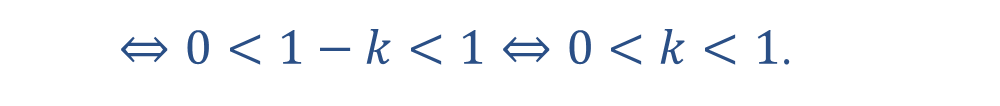 ⇔ 0 < 1 − 𝑘 < 1 ⇔ 0 < 𝑘 < 1.